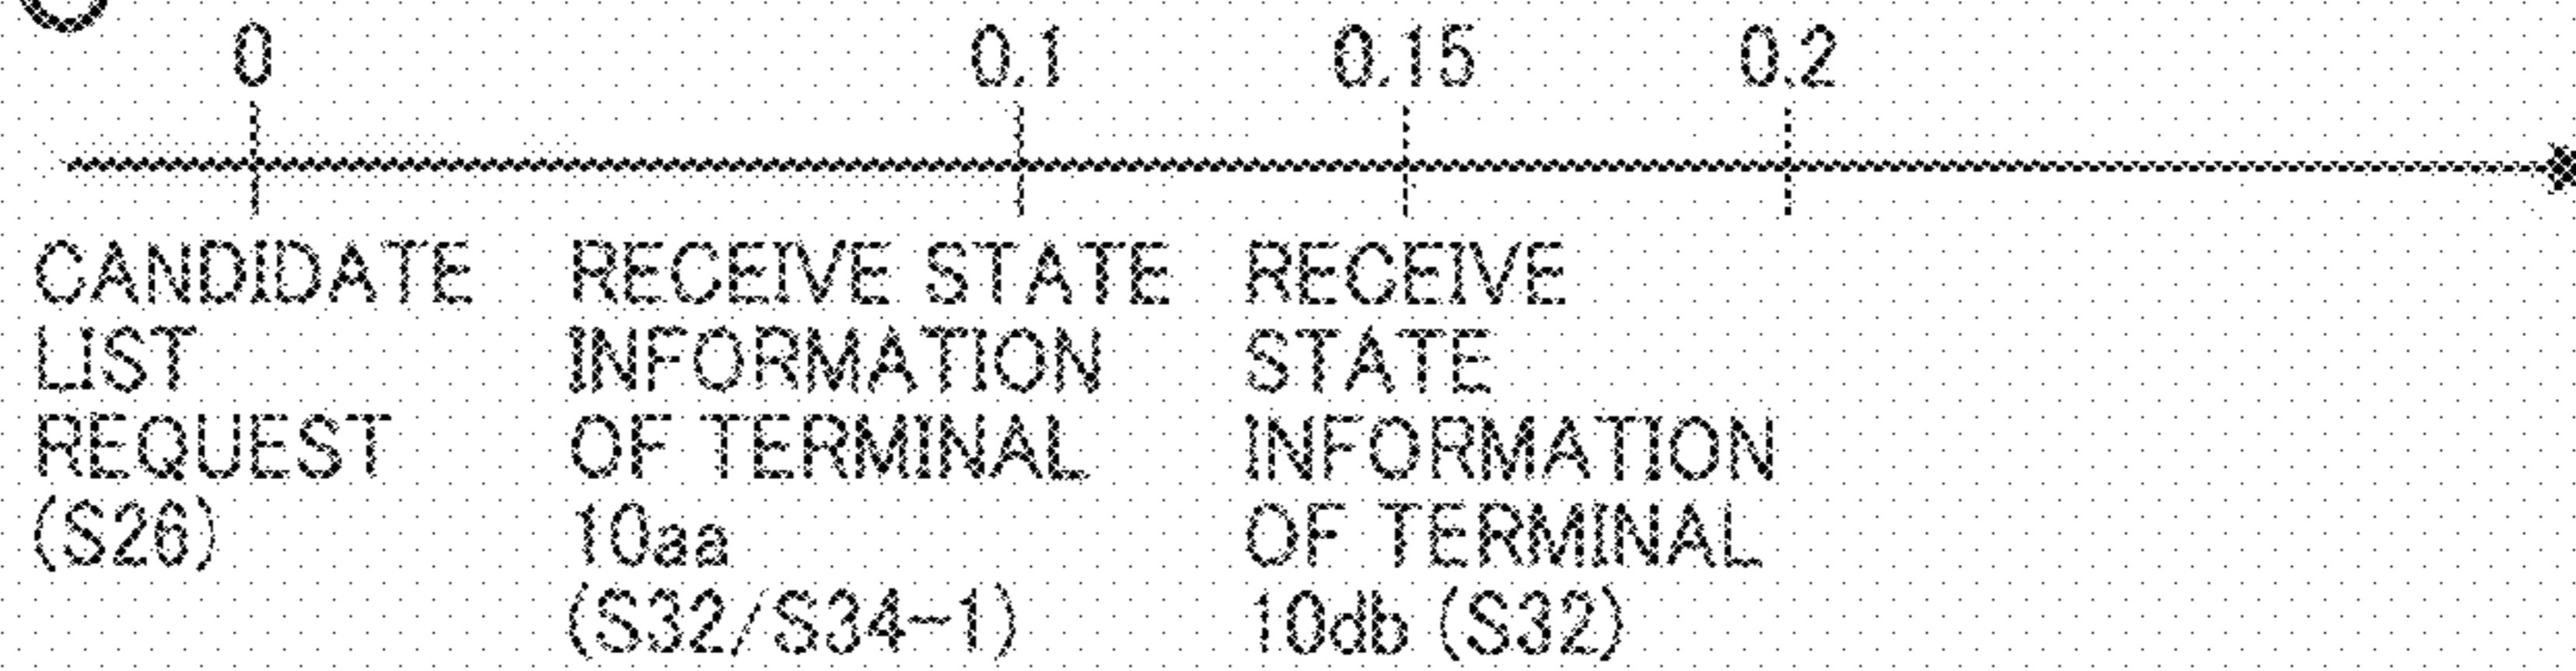 0 0.1 0.15 0.2
CANDIDATE
LIST
REQUEST
(S26)
RECEIVE STATE
INFORMATION
OF TERMINAL
10aa
(S32/S34-1)
RECEIVE
STATE
INFORMATION
OF TERMINAL
10db (S32)